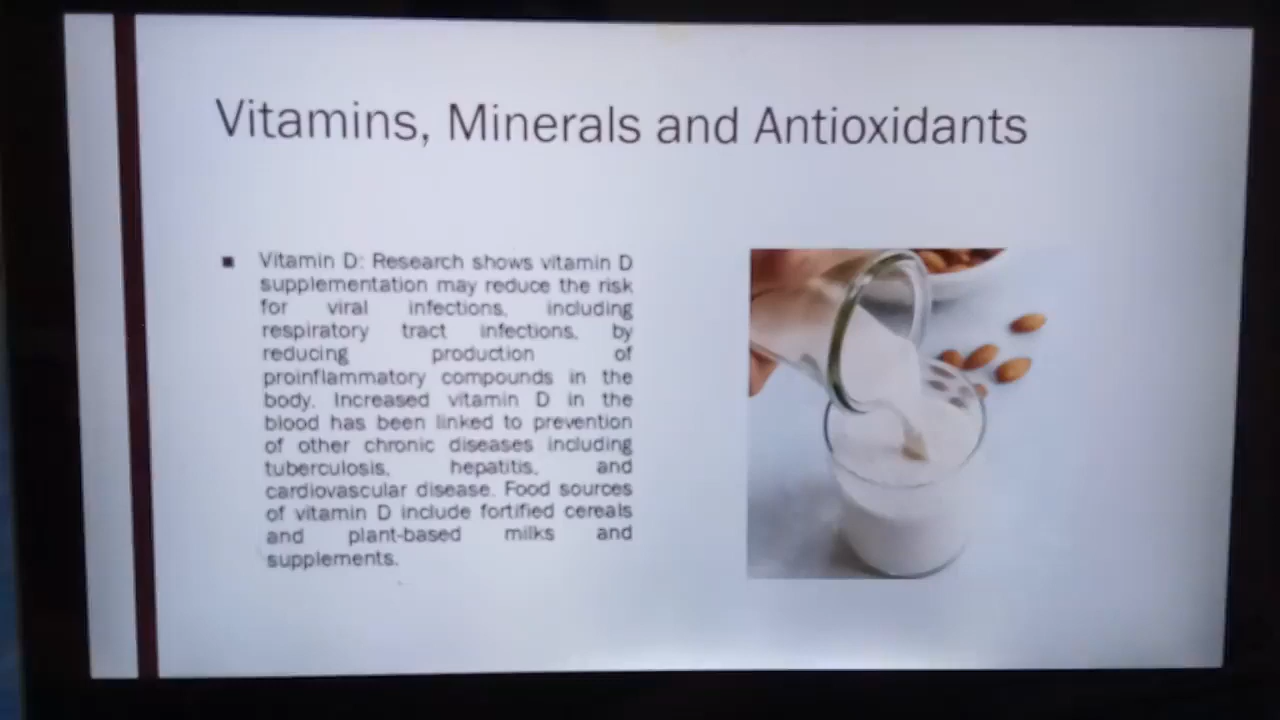 Vitamins, Minerals and Antioxidants
Vitamin D: Research shows vitamin D
supplementation may reduce the risk
for viral infections, including
respiratory tract infections, by
reducing production of
proinflammatory compounds in the
body. Increased vitamin D in the
blood has been linked to prevention
of other chronic diseases including
tuberculosis, hepatitis, and
cardiovascular disease. Food sources
of vitamin D include fortified cereals
and plant-based milks and
supplements.